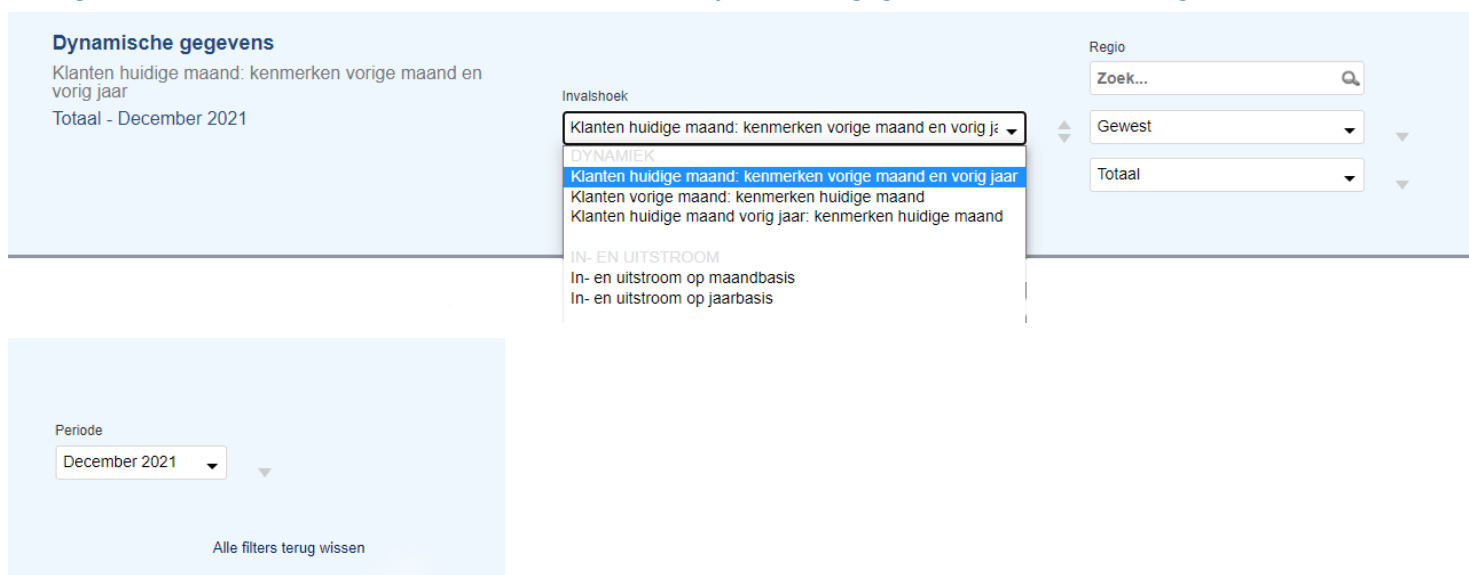 Dynamische gegevens
Klanten huidige maand: kenmerken vorige maand en
vorig jaar
Totaal - December 2021
Invalshoek
Klanten huidige maand: kenmerken vorige maand en vorig ja
DYNAMIEK
Klanten huidige maand: kenmerken vorige maand en vorig jaar
Klanten vorige maand: kenmerken huidige maand
Klanten huidige maand vorig jaar: kenmerken huidige maand
IN- EN UITSTROOM
In- en uitstroom op maandbasis
In- en uitstroom op jaarbasis
Regio
Zoek...
Gewest
Totaal
Periode
December 2021
Alle filters terug wissen